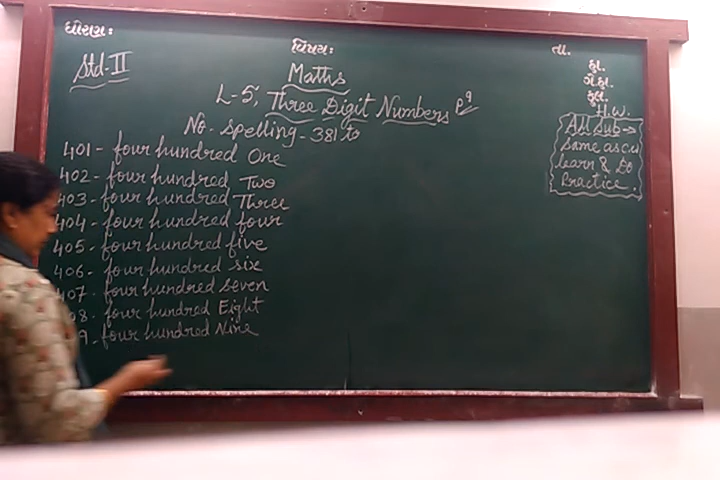 ધોરણ:
વિષય:
તા.
Std-II
Maths
હા.
ગે.હા.
કુલ.
L-5, Three Digit Numbers
H.W.
No. spelling - 381 to
All Sub →
Same as C.W
learn & Do
Practice.
401 - four hundred One
402 - four hundred Two
403 - four hundred Three
404 - four hundred four
405 - four hundred five
406 - four hundred six
407 - four hundred seven
08 - four hundred Eight
9 - four hundred Nine